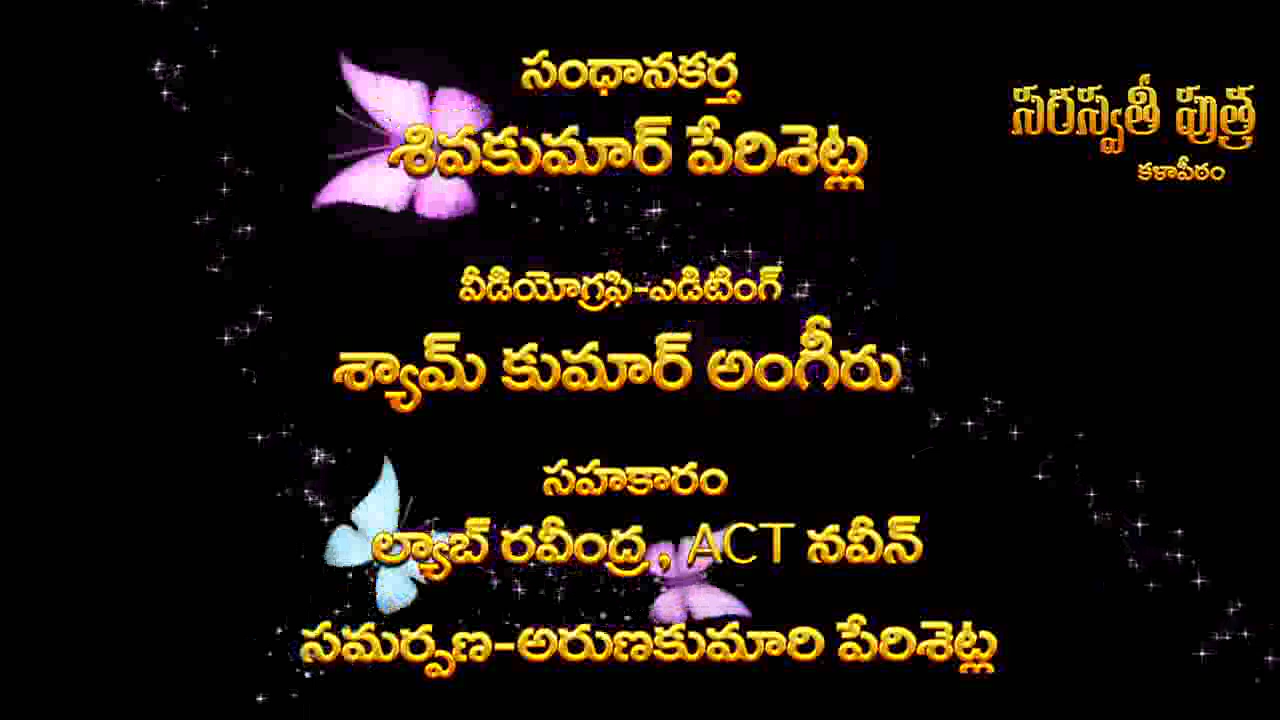 సంధానకర్త
శివకుమార్ పేరిశెట్ల
సరస్వతీ పుత్ర
కళాపీఠం
వీడియోగ్రఫి-ఎడిటింగ్
శ్యామ్ కుమార్ అంగీరు
సహకారం
ల్యాబ్ రవీంద్ర , ACT నవీన్
సమర్పణ-అరుణకుమారి పేరిశెట్ల